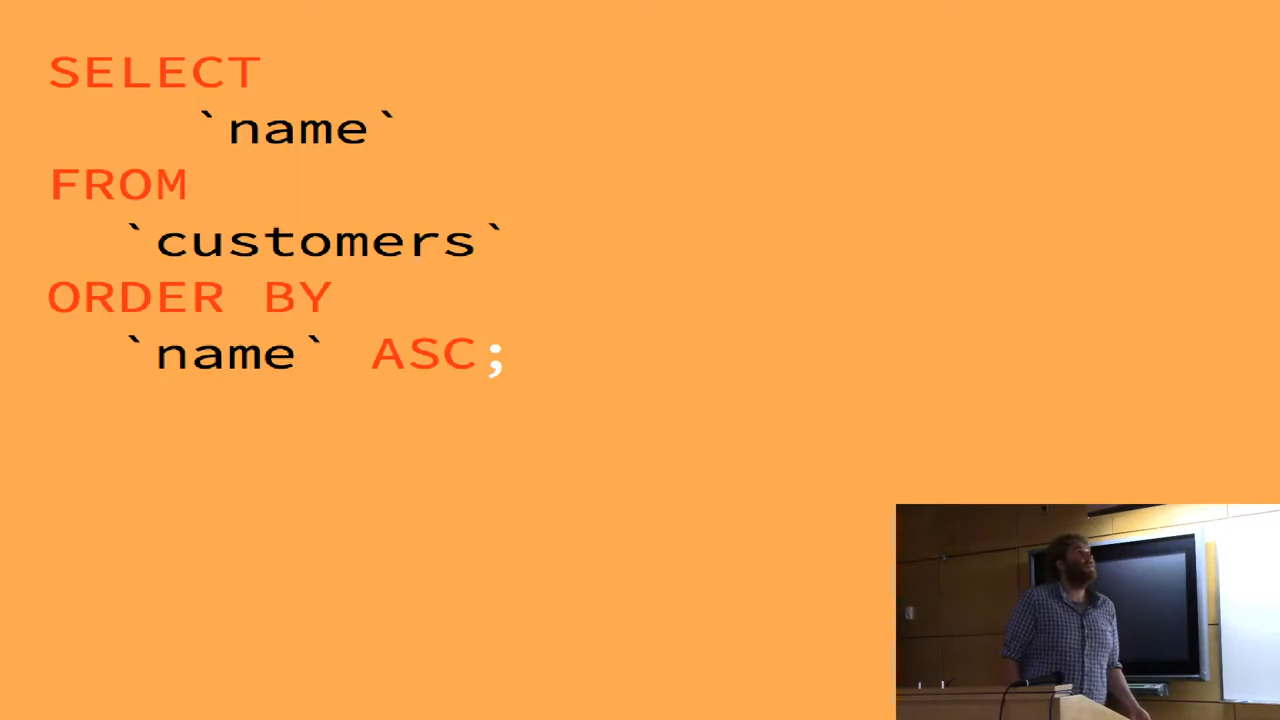 SELECT
`name`
FROM
`customers`
ORDER BY
`name` ASC;